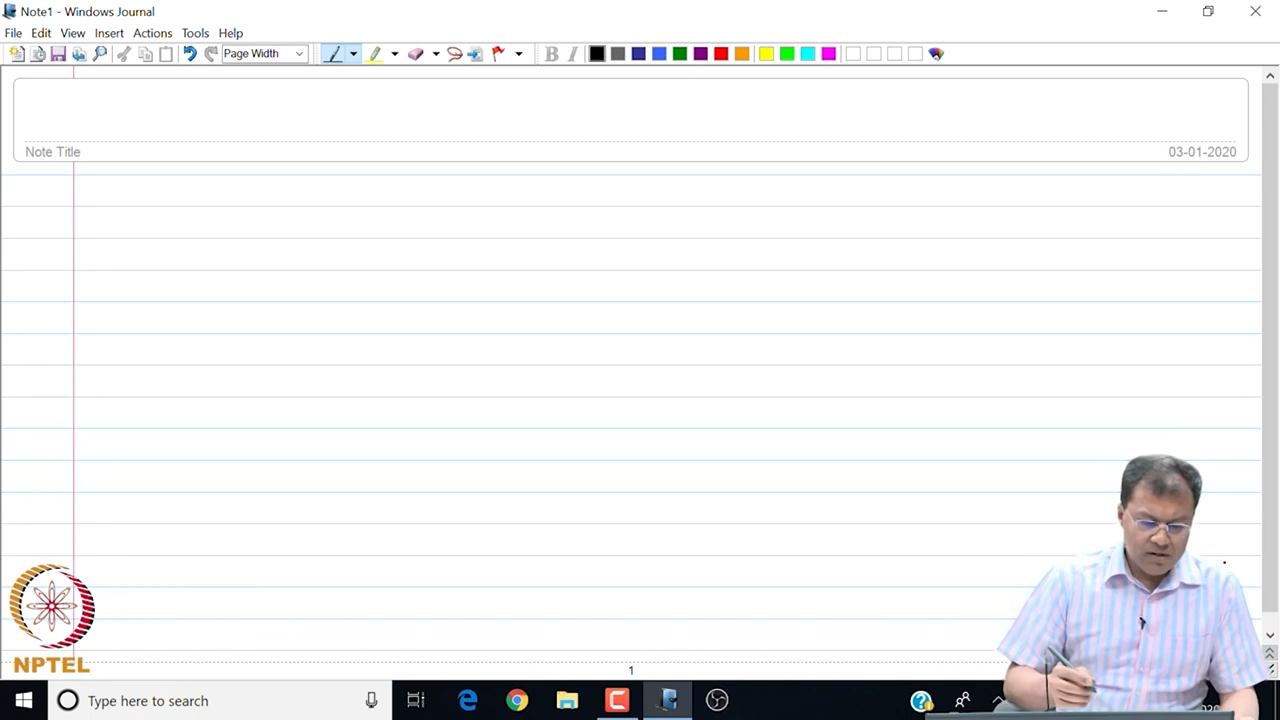 Note1 - Windows Journal
File Edit View Insert Actions Tools Help
Page Width
B I
Note Title
03-01-2020
NPTEL
1
Type here to search